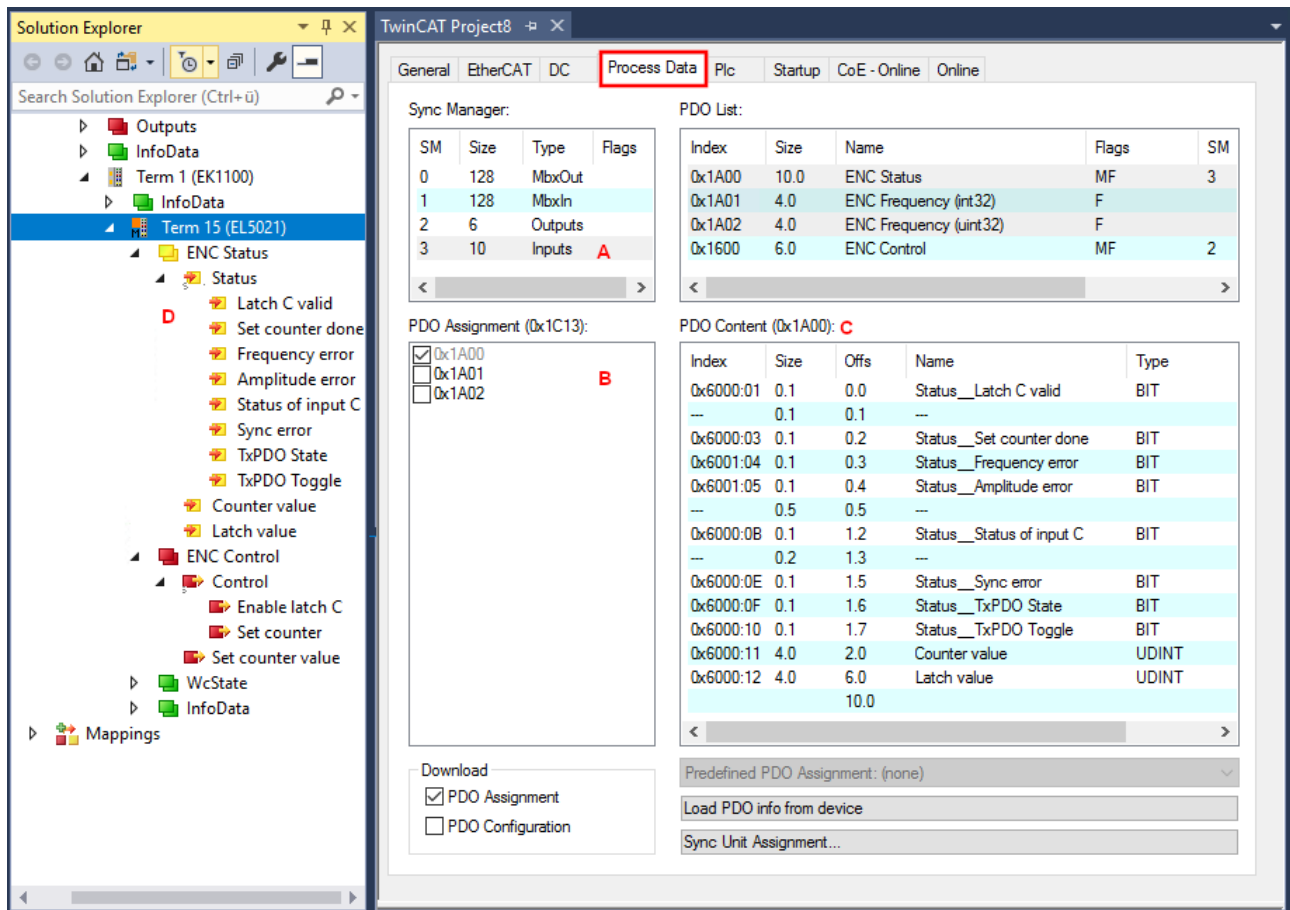 Solution Explorer
Search Solution Explorer (Ctrl+ü)
Outputs
InfoData
Term 1 (EK1100)
InfoData
Term 15 (EL5021)
ENC Status
Status
D
Latch C valid
Set counter done
Frequency error
Amplitude error
Status of input C
Sync error
TxPDO State
TxPDO Toggle
Counter value
Latch value
ENC Control
Control
Enable latch C
Set counter
Set counter value
WcState
InfoData
Mappings
TwinCAT Project8
General EtherCAT DC Process Data Plc Startup CoE - Online Online
Sync Manager:
SM Size Type Flags
0 128 MbxOut
1 128 MbxIn
2 6 Outputs
3 10 Inputs A
PDO List:
Index Size Name Flags SM
0x1A00 10.0 ENC Status MF 3
0x1A01 4.0 ENC Frequency (int32) F
0x1A02 4.0 ENC Frequency (uint32) F
0x1600 6.0 ENC Control MF 2
PDO Assignment (0x1C13):
0x1A00
0x1A01
0x1A02
B
PDO Content (0x1A00): C
Index Size Offs Name Type
0x6000:01 0.1 0.0 Status__Latch C valid BIT
--- 0.1 0.1 ---
0x6000:03 0.1 0.2 Status__Set counter done BIT
0x6001:04 0.1 0.3 Status__Frequency error BIT
0x6001:05 0.1 0.4 Status__Amplitude error BIT
--- 0.5 0.5 ---
0x6000:0B 0.1 1.2 Status__Status of input C BIT
--- 0.2 1.3 ---
0x6000:0E 0.1 1.5 Status__Sync error BIT
0x6000:0F 0.1 1.6 Status__TxPDO State BIT
0x6000:10 0.1 1.7 Status__TxPDO Toggle BIT
0x6000:11 4.0 2.0 Counter value UDINT
0x6000:12 4.0 6.0 Latch value UDINT
10.0
Download
PDO Assignment
PDO Configuration
Predefined PDO Assignment: (none)
Load PDO info from device
Sync Unit Assignment...